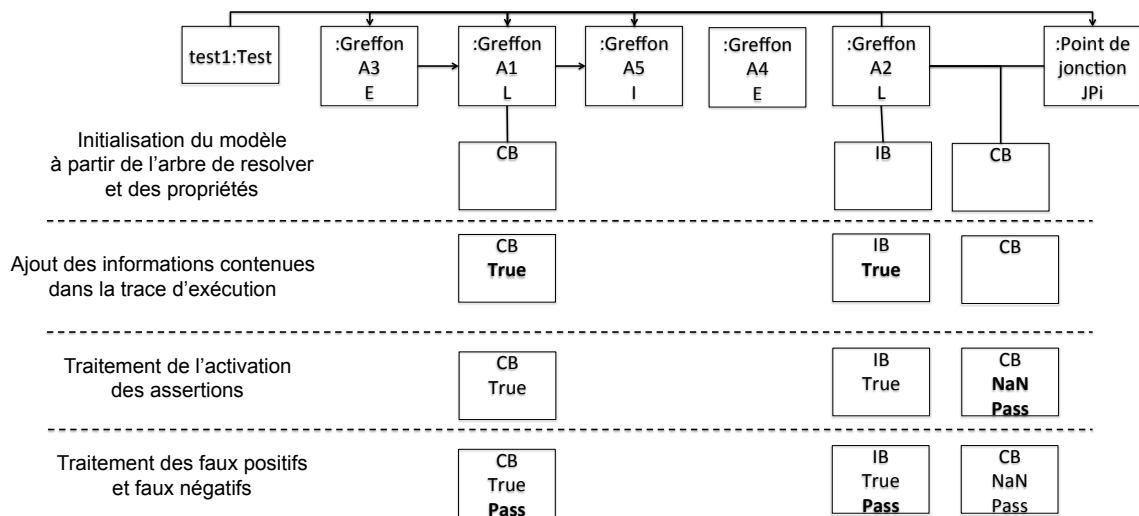 test1:Test
:Greffon
A3
E
:Greffon
A1
L
:Greffon
A5
I
:Greffon
A4
E
:Greffon
A2
L
:Point de
jonction
JPi
Initialisation du modèle
à partir de l'arbre de resolver
et des propriétés
CB
IB
CB
Ajout des informations contenues
dans la trace d'exécution
CB
True
IB
True
CB
Traitement de l'activation
des assertions
CB
True
IB
True
CB
NaN
Pass
Traitement des faux positifs
et faux négatifs
CB
True
Pass
IB
True
Pass
CB
NaN
Pass